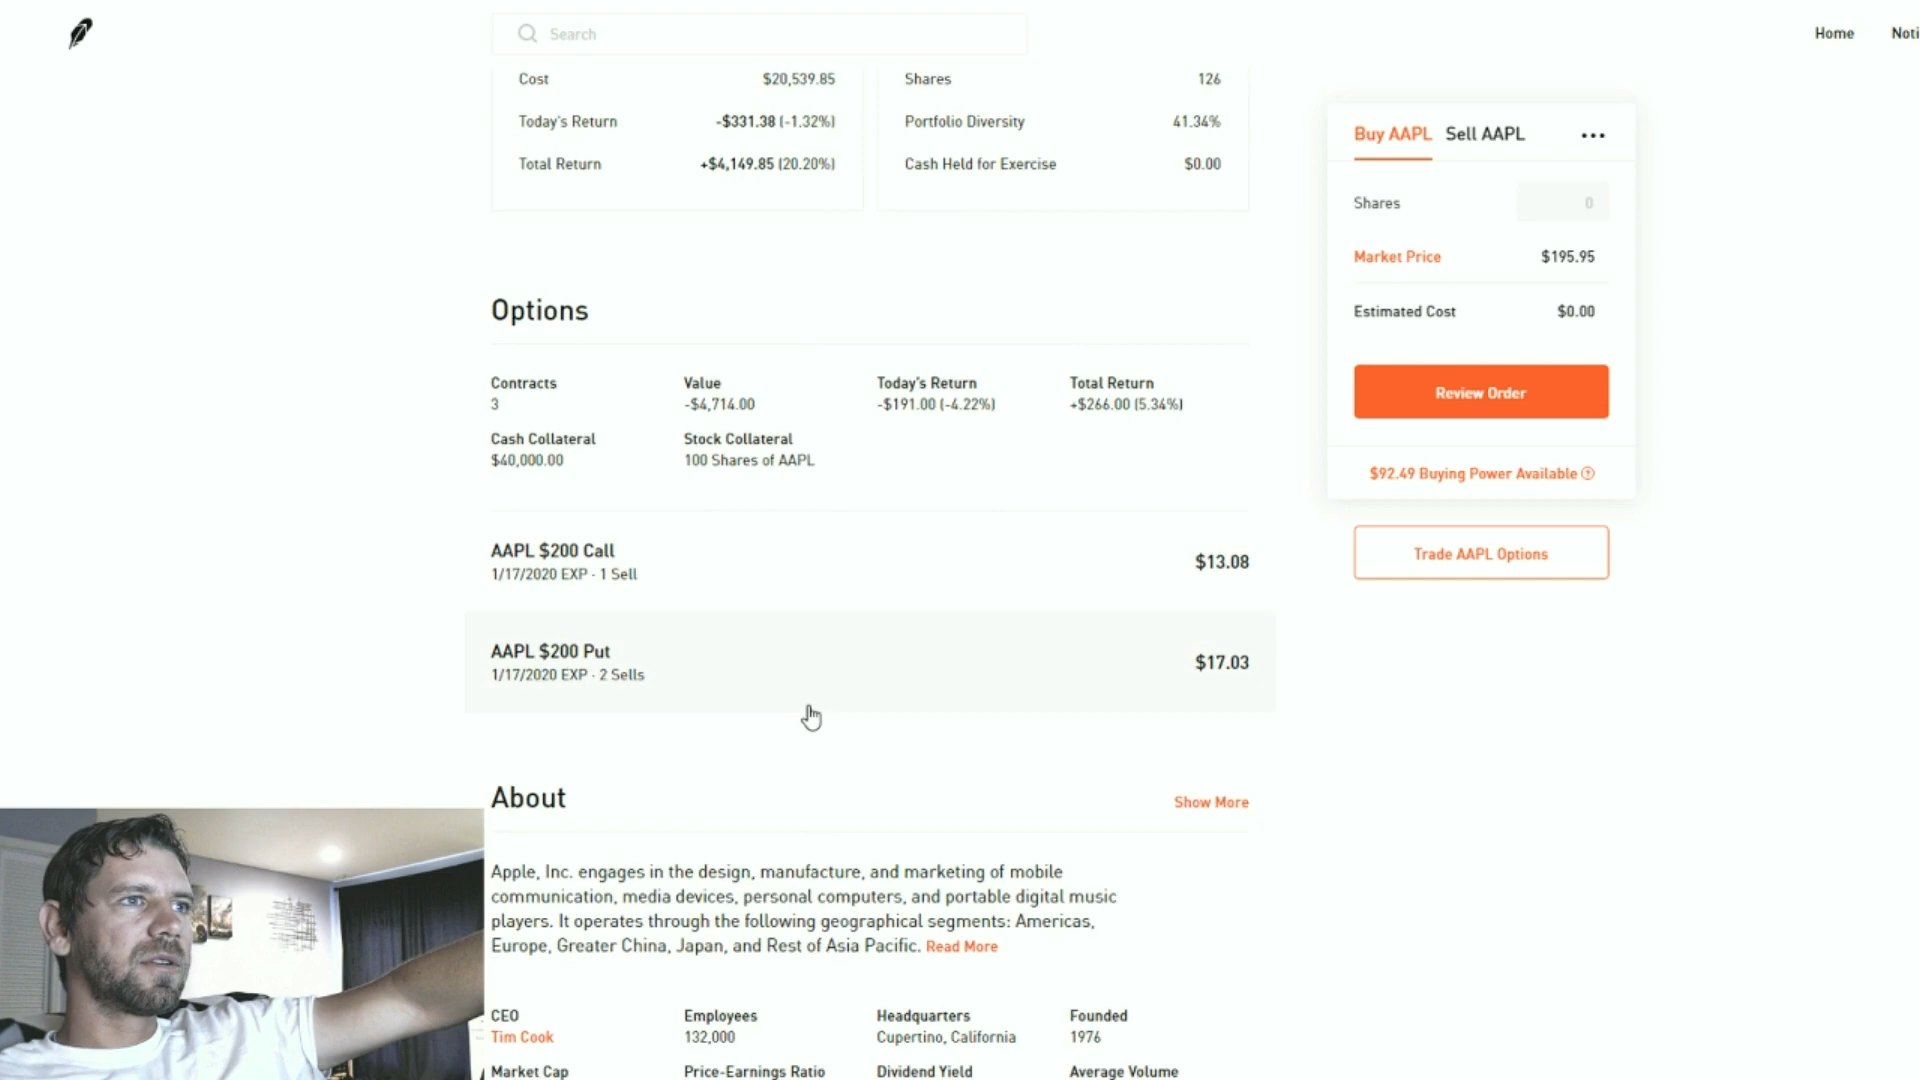 Search
Home
Noti
Cost $20,539.85
Today's Return -$331.38 (-1.32%)
Total Return +$4,149.85 (20.20%)
Shares 126
Portfolio Diversity 41.34%
Cash Held for Exercise $0.00
Buy AAPL Sell AAPL
Shares 0
Market Price $195.95
Estimated Cost $0.00
Review Order
$92.49 Buying Power Available
Trade AAPL Options
Options
Contracts Value Today's Return Total Return
3 -$4,714.00 -$191.00 (-4.22%) +$266.00 (5.34%)
Cash Collateral Stock Collateral
$40,000.00 100 Shares of AAPL
AAPL $200 Call
1/17/2020 EXP · 1 Sell
$13.08
AAPL $200 Put
1/17/2020 EXP · 2 Sells
$17.03
About
Show More
Apple, Inc. engages in the design, manufacture, and marketing of mobile
communication, media devices, personal computers, and portable digital music
players. It operates through the following geographical segments: Americas,
Europe, Greater China, Japan, and Rest of Asia Pacific. Read More
CEO Employees Headquarters Founded
Tim Cook 132,000 Cupertino, California 1976
Market Cap Price-Earnings Ratio Dividend Yield Average Volume